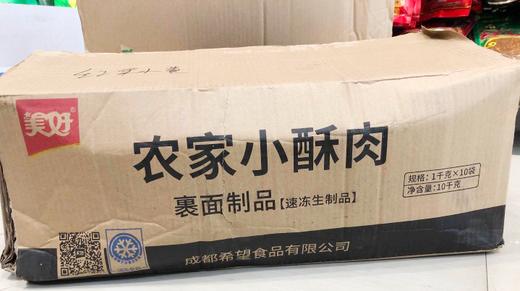 美好
农家小酥肉
裹面制品【速冻生制品】
规格：1千克×10袋
净含量：10千克
成都希望食品有限公司